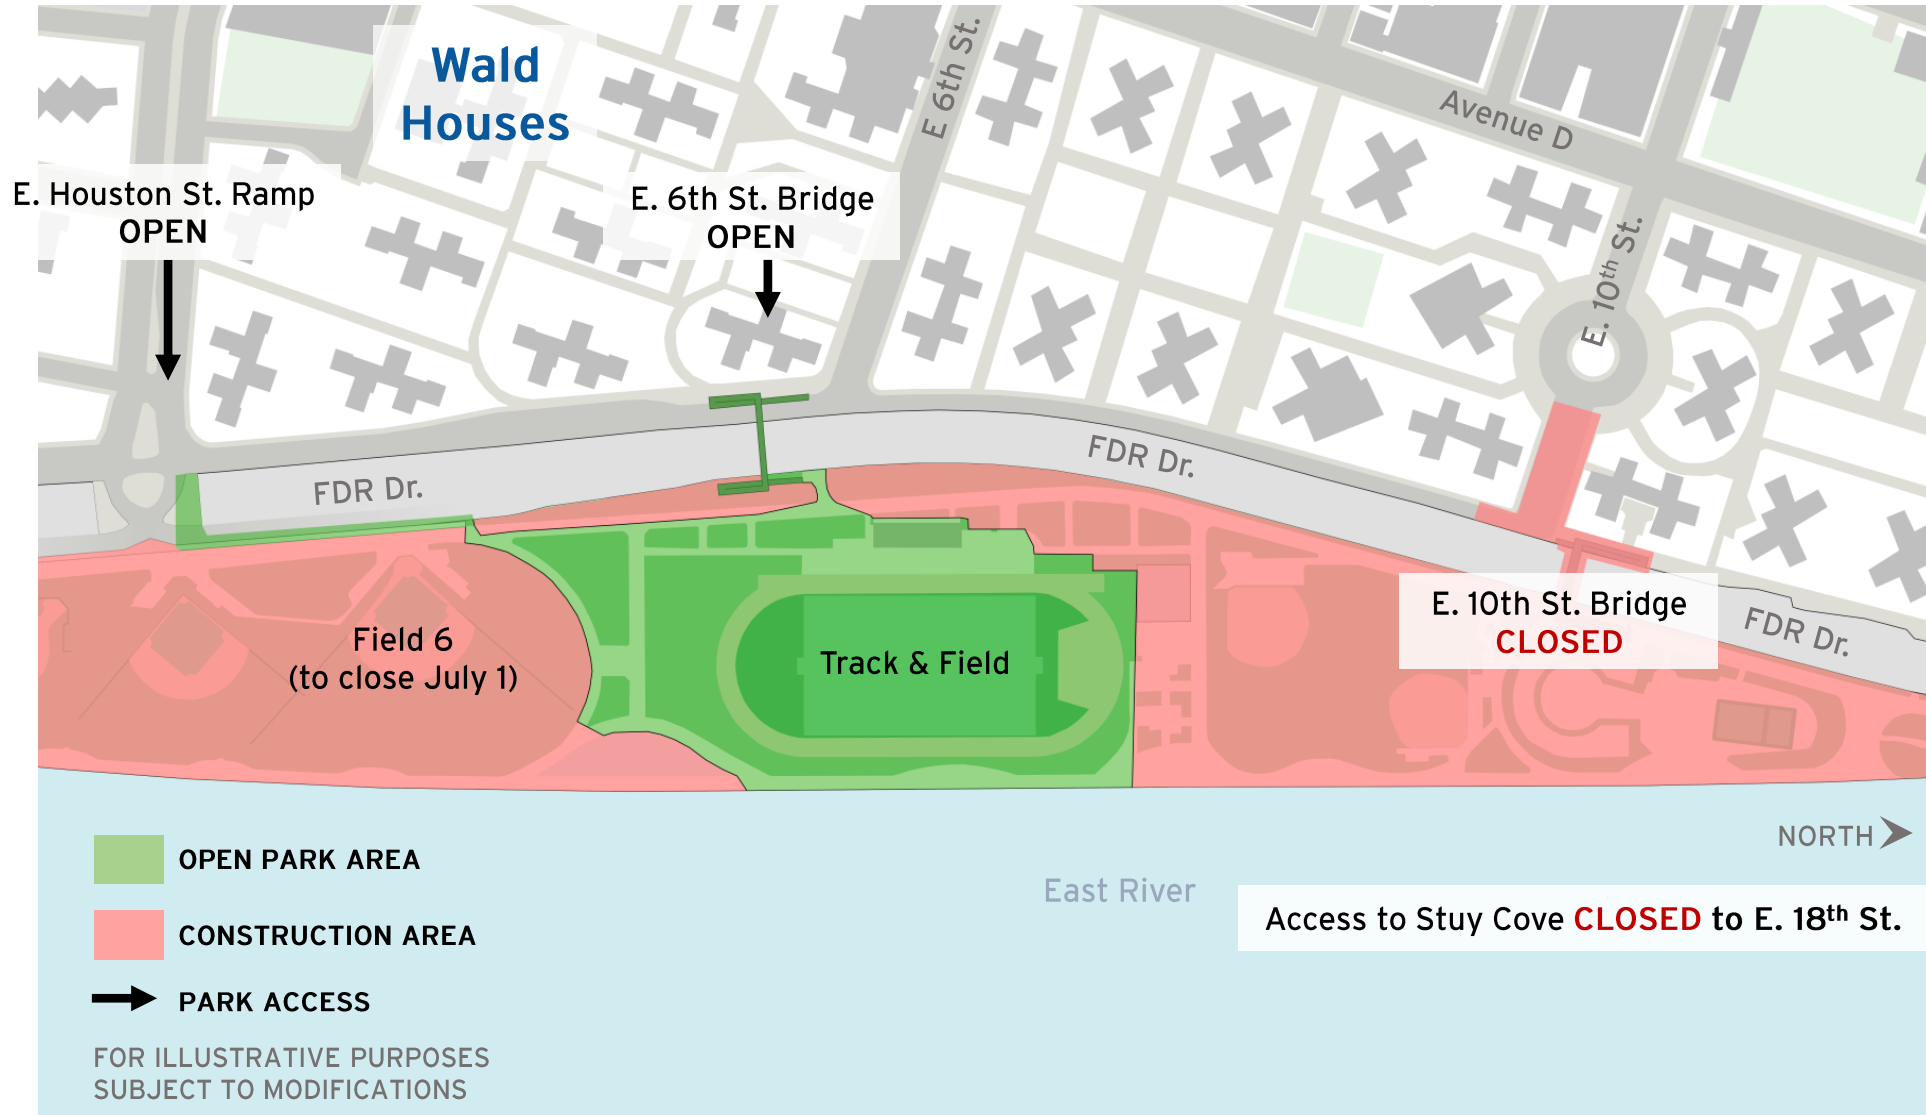 Wald
Houses
E 6th St.
Avenue D
E. Houston St. Ramp
OPEN
E. 6th St. Bridge
OPEN
E. 10th St.
FDR Dr.
FDR Dr.
E. 10th St. Bridge
CLOSED
FDR Dr.
Field 6
(to close July 1)
Track & Field
NORTH
OPEN PARK AREA
East River
Access to Stuy Cove CLOSED to E. 18th St.
CONSTRUCTION AREA
PARK ACCESS
FOR ILLUSTRATIVE PURPOSES
SUBJECT TO MODIFICATIONS